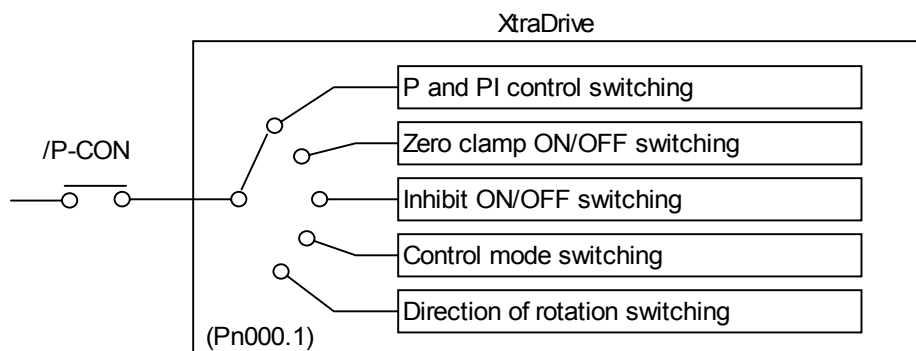 XtraDrive
P and PI control switching
/P-CON
Zero clamp ON/OFF switching
Inhibit ON/OFF switching
Control mode switching
Direction of rotation switching
(Pn000.1)